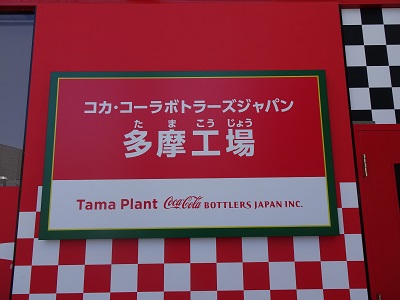 コカ・コーラボトラーズジャパン
た ま こう じょう
多摩工場
Tama Plant Coca-Cola BOTTLERS JAPAN INC.